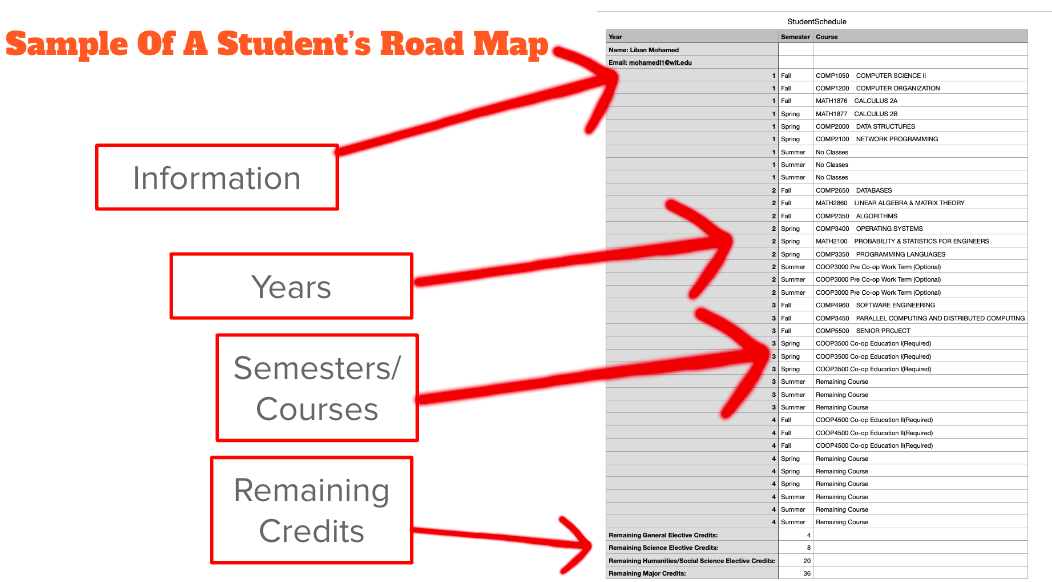 Sample Of A Student's Road Map
Information
Years
Semesters/
Courses
Remaining
Credits
StudentSchedule
Year Semester Course
Name: Liban Mohamed
Email: mohamedl1@wit.edu
1 Fall COMP1050 COMPUTER SCIENCE II
1 Fall COMP1200 COMPUTER ORGANIZATION
1 Fall MATH1876 CALCULUS 2A
1 Spring MATH1877 CALCULUS 2B
1 Spring COMP2000 DATA STRUCTURES
1 Spring COMP2100 NETWORK PROGRAMMING
1 Summer No Classes
1 Summer No Classes
1 Summer No Classes
2 Fall COMP2650 DATABASES
2 Fall MATH2860 LINEAR ALGEBRA & MATRIX THEORY
2 Fall COMP2350 ALGORITHMS
2 Spring COMP3400 OPERATING SYSTEMS
2 Spring MATH2100 PROBABILITY & STATISTICS FOR ENGINEERS
2 Spring COMP3350 PROGRAMMING LANGUAGES
2 Summer COOP3000 Pre Co-op Work Term (Optional)
2 Summer COOP3000 Pre Co-op Work Term (Optional)
2 Summer COOP3000 Pre Co-op Work Term (Optional)
3 Fall COMP4960 SOFTWARE ENGINEERING
3 Fall COMP3450 PARALLEL COMPUTING AND DISTRIBUTED COMPUTING
3 Fall COMP5500 SENIOR PROJECT
3 Spring COOP3500 Co-op Education I(Required)
3 Spring COOP3500 Co-op Education I(Required)
3 Spring COOP3500 Co-op Education I(Required)
3 Summer Remaining Course
3 Summer Remaining Course
3 Summer Remaining Course
4 Fall COOP4500 Co-op Education II(Required)
4 Fall COOP4500 Co-op Education II(Required)
4 Fall COOP4500 Co-op Education II(Required)
4 Spring Remaining Course
4 Spring Remaining Course
4 Spring Remaining Course
4 Summer Remaining Course
4 Summer Remaining Course
4 Summer Remaining Course
Remaining General Elective Credits: 4
Remaining Science Elective Credits: 8
Remaining Humanities/Social Science Elective Credits: 20
Remaining Major Credits: 36